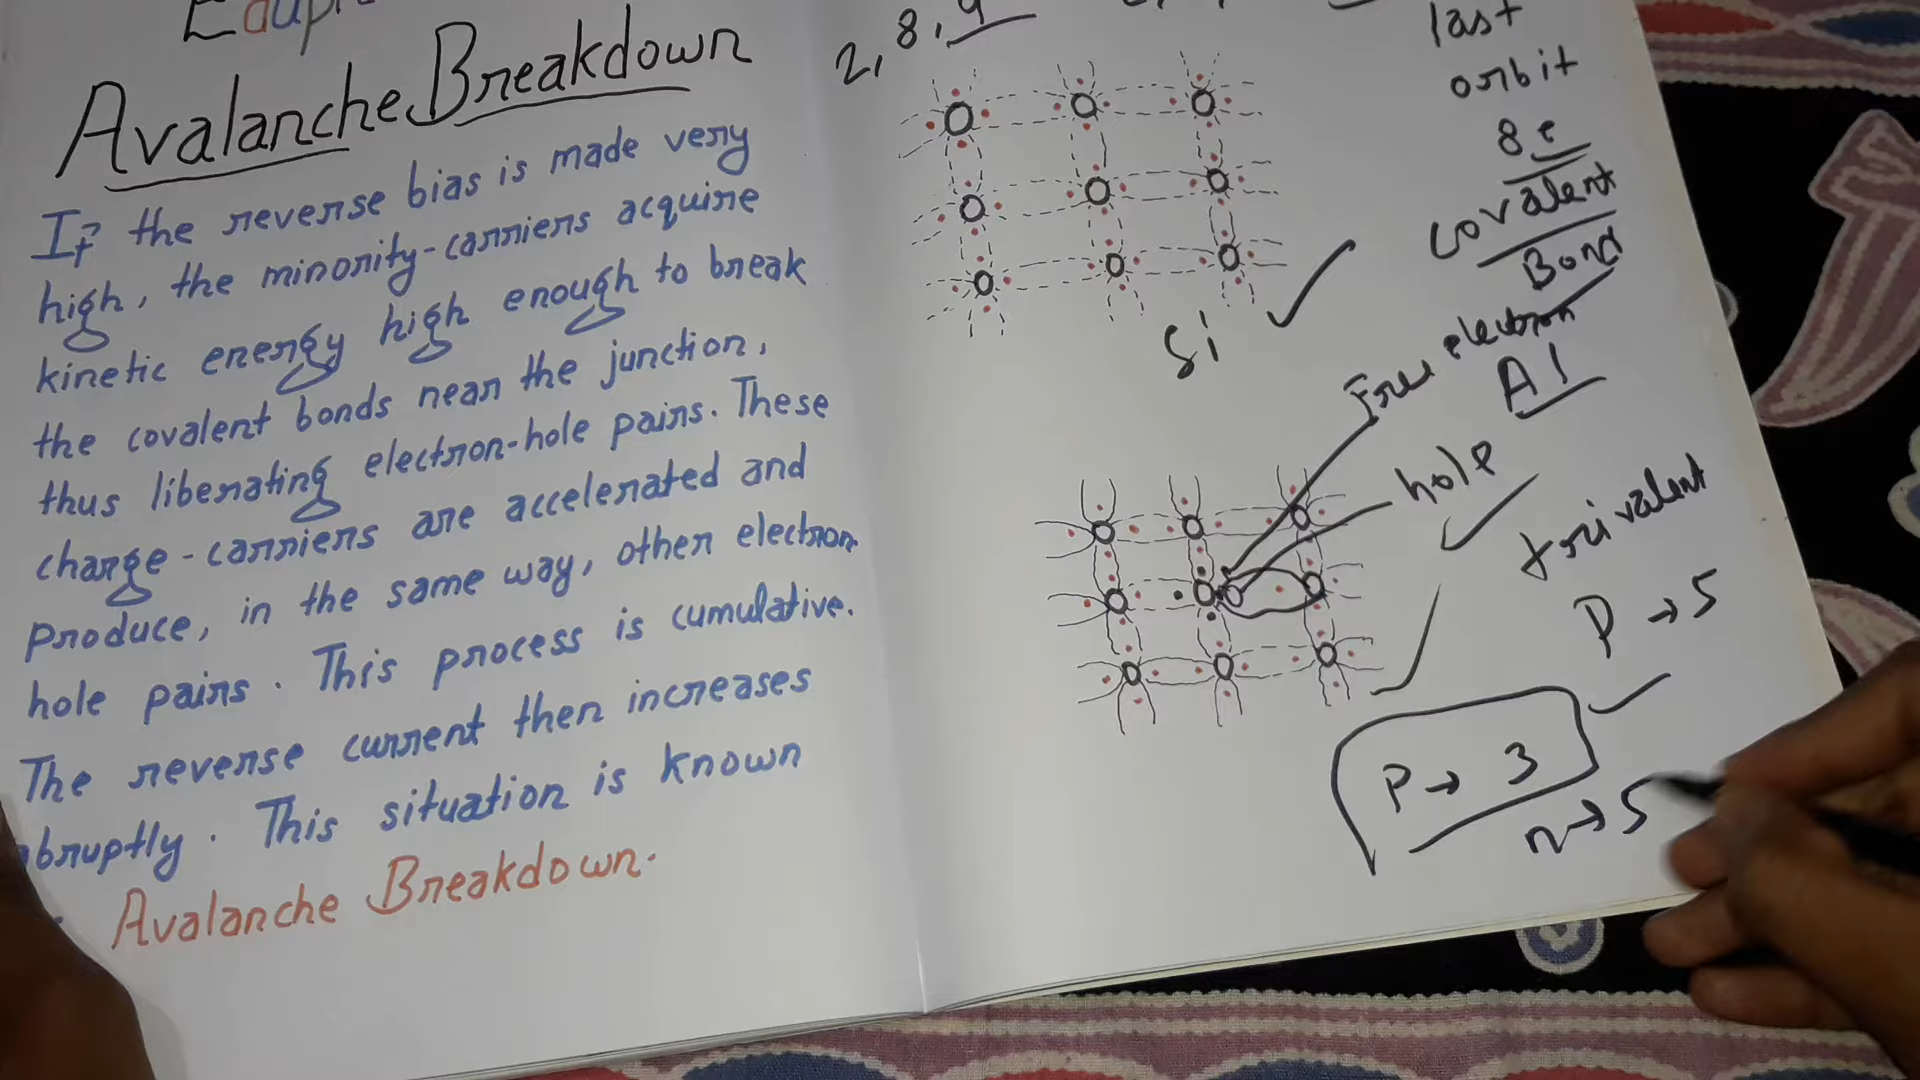 Avalanche Breakdown
If the reverse bias is made very
high, the minority-carriers acquire
kinetic energy high enough to break
the covalent bonds near the junction,
thus liberating electron-hole pairs. These
charge-carriers are accelerated and
produce, in the same way, other electron
hole pairs. This process is cumulative.
The reverse current then increases
abruptly. This situation is known
Avalanche Breakdown.
2, 8, 4
last
orbit
8e
covalent
Bond
Si
Free electron
Al
hole
trivalent
P → 5
P → 3
n → 5